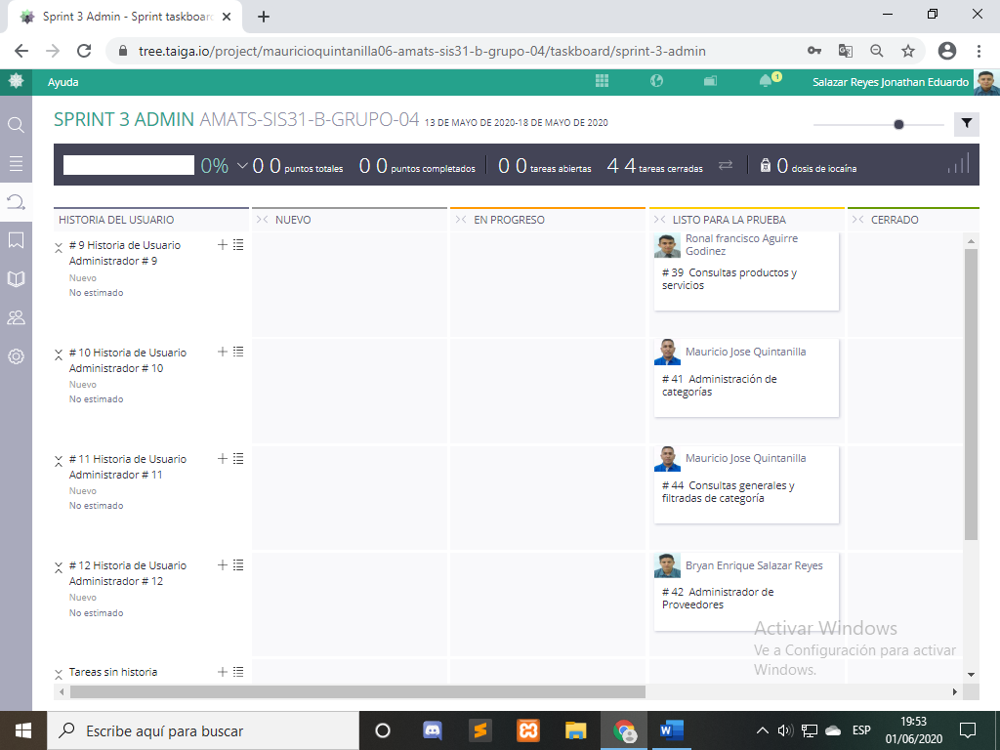 Sprint 3 Admin - Sprint taskboard
tree.taiga.io/project/mauricioquintanilla06-amats-sis31-b-grupo-04/taskboard/sprint-3-admin
Ayuda
1
Salazar Reyes Jonathan Eduardo
SPRINT 3 ADMIN AMATS-SIS31-B-GRUPO-04 13 DE MAYO DE 2020-18 DE MAYO DE 2020
0% 0 0 puntos totales 0 0 puntos completados 0 0 tareas abiertas 4 4 tareas cerradas 0 dosis de iocaína
HISTORIA DEL USUARIO NUEVO EN PROGRESO LISTO PARA LA PRUEBA CERRADO
# 9 Historia de Usuario
Administrador # 9
Nuevo
No estimado
Ronal francisco Aguirre
Godinez
# 39 Consultas productos y
servicios
# 10 Historia de Usuario
Administrador # 10
Nuevo
No estimado
Mauricio Jose Quintanilla
# 41 Administración de
categorías
# 11 Historia de Usuario
Administrador # 11
Nuevo
No estimado
Mauricio Jose Quintanilla
# 44 Consultas generales y
filtradas de categoría
# 12 Historia de Usuario
Administrador # 12
Nuevo
No estimado
Bryan Enrique Salazar Reyes
# 42 Administrador de
Proveedores
Tareas sin historia
Activar Windows
Ve a Configuración para activar
Windows.
Escribe aquí para buscar
ESP
19:53
01/06/2020